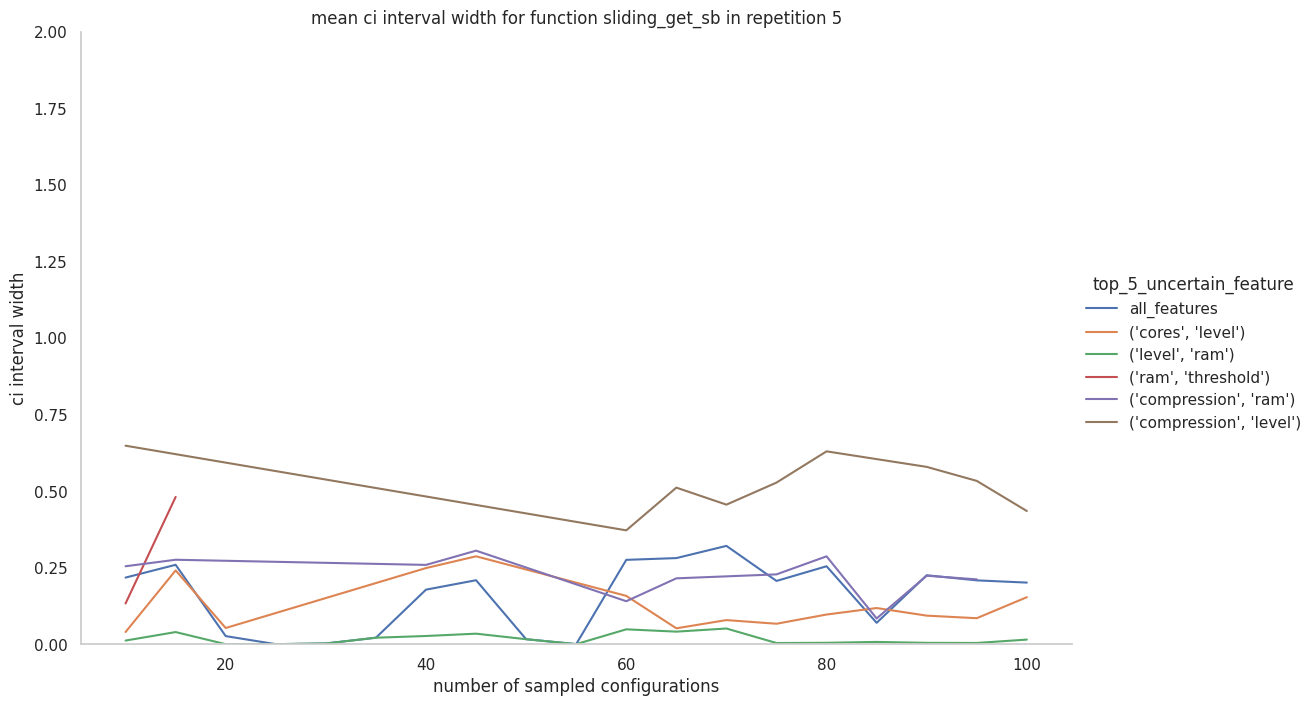 mean ci interval width for function sliding_get_sb in repetition 5
2.00
1.75
1.50
1.25
1.00
0.75
0.50
0.25
0.00
ci interval width
20
40
60
80
100
number of sampled configurations
top_5_uncertain_feature
all_features
('cores', 'level')
('level', 'ram')
('ram', 'threshold')
('compression', 'ram')
('compression', 'level')